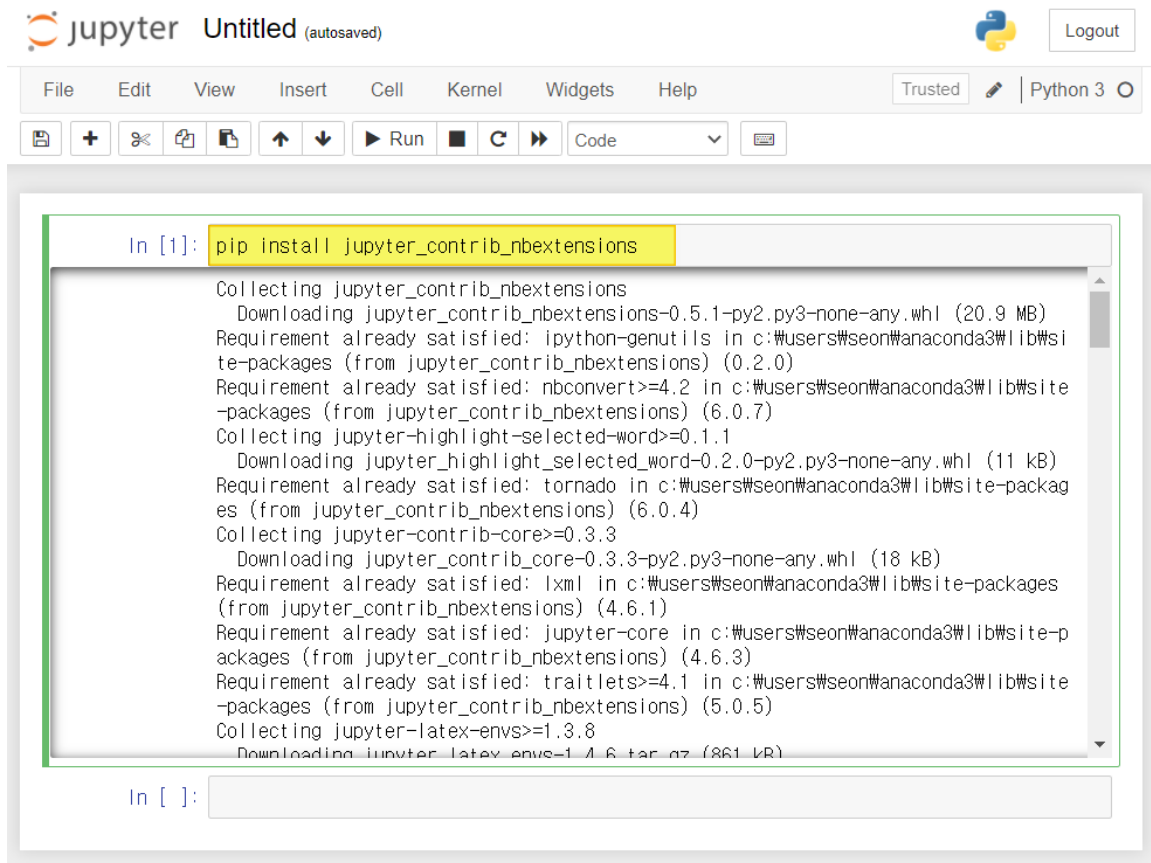 jupyter Untitled (autosaved)
Logout
File Edit View Insert Cell Kernel Widgets Help Trusted Python 3
Run Code
In [1]: pip install jupyter_contrib_nbextensions
Collecting jupyter_contrib_nbextensions
Downloading jupyter_contrib_nbextensions-0.5.1-py2.py3-none-any.whl (20.9 MB)
Requirement already satisfied: ipython-genutils in c:₩users₩seon₩anaconda3₩lib₩si
te-packages (from jupyter_contrib_nbextensions) (0.2.0)
Requirement already satisfied: nbconvert>=4.2 in c:₩users₩seon₩anaconda3₩lib₩site
-packages (from jupyter_contrib_nbextensions) (6.0.7)
Collecting jupyter-highlight-selected-word>=0.1.1
Downloading jupyter_highlight_selected_word-0.2.0-py2.py3-none-any.whl (11 kB)
Requirement already satisfied: tornado in c:₩users₩seon₩anaconda3₩lib₩site-packag
es (from jupyter_contrib_nbextensions) (6.0.4)
Collecting jupyter-contrib-core>=0.3.3
Downloading jupyter_contrib_core-0.3.3-py2.py3-none-any.whl (18 kB)
Requirement already satisfied: lxml in c:₩users₩seon₩anaconda3₩lib₩site-packages
(from jupyter_contrib_nbextensions) (4.6.1)
Requirement already satisfied: jupyter-core in c:₩users₩seon₩anaconda3₩lib₩site-p
ackages (from jupyter_contrib_nbextensions) (4.6.3)
Requirement already satisfied: traitlets>=4.1 in c:₩users₩seon₩anaconda3₩lib₩site
-packages (from jupyter_contrib_nbextensions) (5.0.5)
Collecting jupyter-latex-envs>=1.3.8
Downloading jupyter_latex_envs-1.4.6.tar.gz (861 kB)
In [ ]: